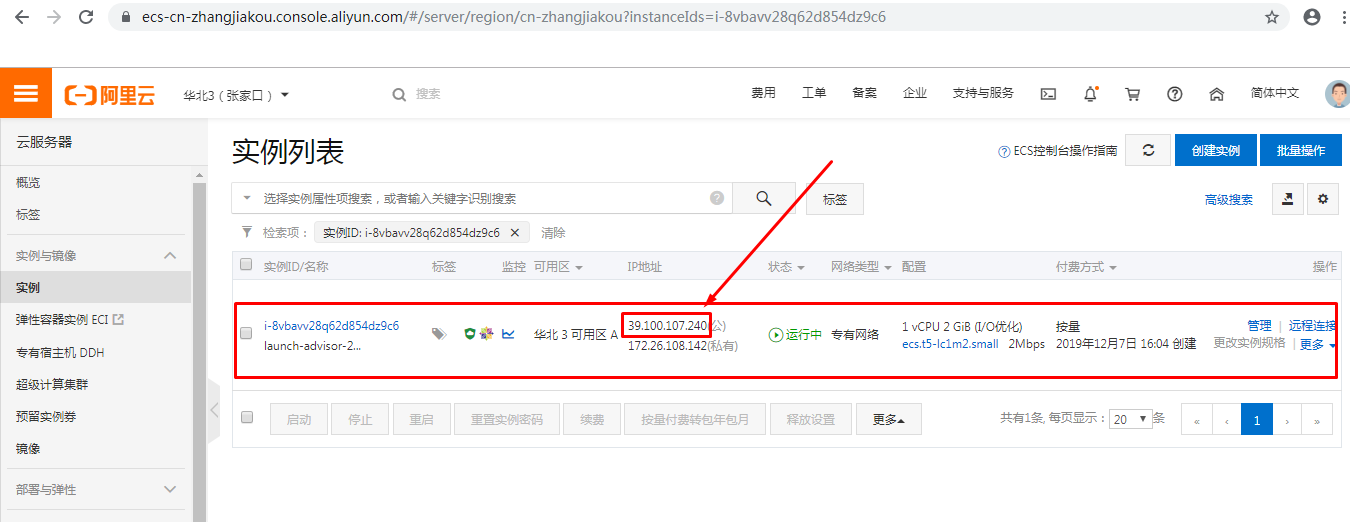 ecs-cn-zhangjiakou.console.aliyun.com/#/server/region/cn-zhangjiakou?instanceIds=i-8vbavv28q62d854dz9c6
阿里云 华北3（张家口） 搜索 费用 工单 备案 企业 支持与服务 简体中文
云服务器
概览
标签
实例与镜像
实例
弹性容器实例 ECI
专有宿主机 DDH
超级计算集群
预留实例券
镜像
部署与弹性
实例列表
ECS控制台操作指南 创建实例 批量操作
选择实例属性项搜索，或者输入关键字识别搜索 标签 高级搜索
检索项： 实例ID: i-8vbavv28q62d854dz9c6 清除
实例ID/名称 标签 监控 可用区 IP地址 状态 网络类型 配置 付费方式 操作
i-8vbavv28q62d854dz9c6
launch-advisor-2...
华北 3 可用区 A
39.100.107.240(公)
172.26.108.142(私有)
运行中
专有网络
1 vCPU 2 GiB (I/O优化)
ecs.t5-lc1m2.small 2Mbps
按量
2019年12月7日 16:04 创建
管理 | 远程连接
更改实例规格 | 更多
启动 停止 重启 重置实例密码 续费 按量付费转包年包月 释放设置 更多 共有1条, 每页显示： 20 条 « ‹ 1 › »